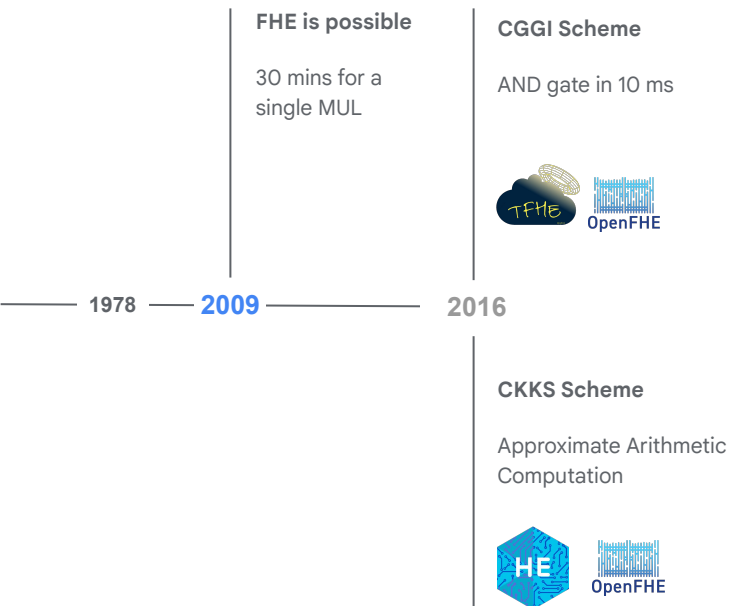 FHE is possible
30 mins for a
single MUL
CGGI Scheme
AND gate in 10 ms
TFHE
OpenFHE
1978
2009
2016
CKKS Scheme
Approximate Arithmetic
Computation
HE
OpenFHE